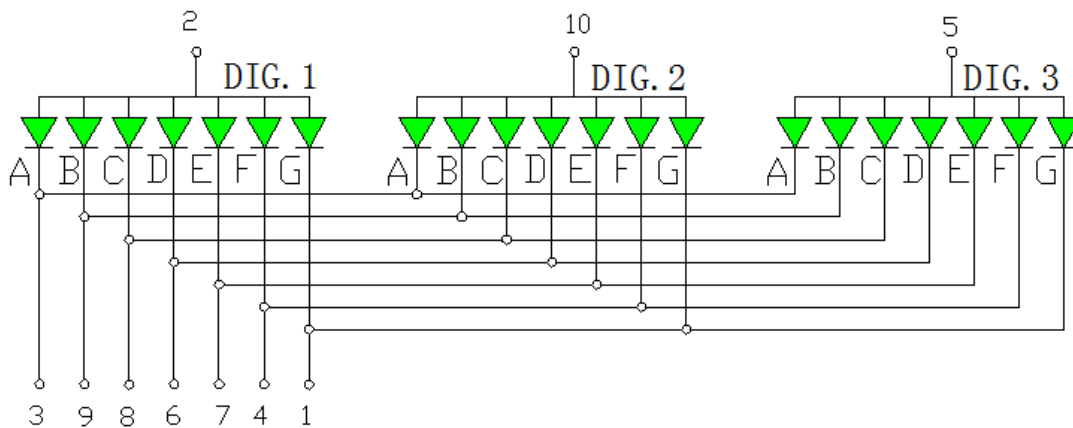 2 10 5
DIG. 1 DIG. 2 DIG. 3
A B C D E F G A B C D E F G A B C D E F G
3 9 8 6 7 4 1